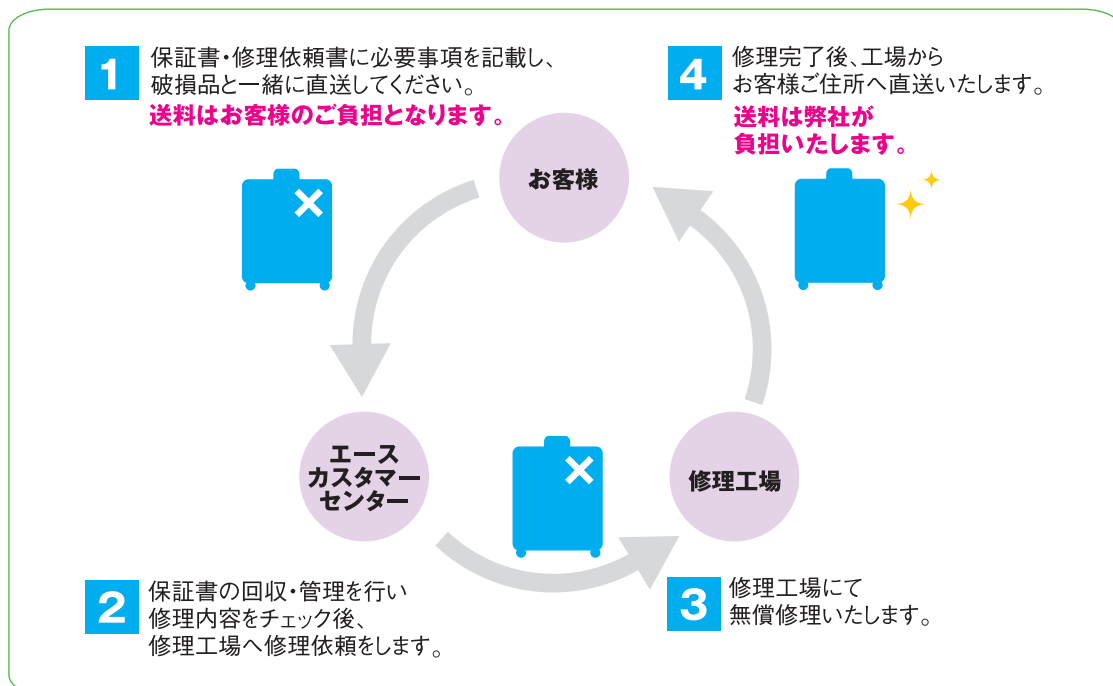 1
保証書・修理依頼書に必要事項を記載し、
破損品と一緒に直送してください。
送料はお客様のご負担となります。
4
修理完了後、工場から
お客様ご住所へ直送いたします。
送料は弊社が
負担いたします。
お客様
エース
カスタマー
センター
修理工場
2
保証書の回収・管理を行い
修理内容をチェック後、
修理工場へ修理依頼をします。
3
修理工場にて
無償修理いたします。